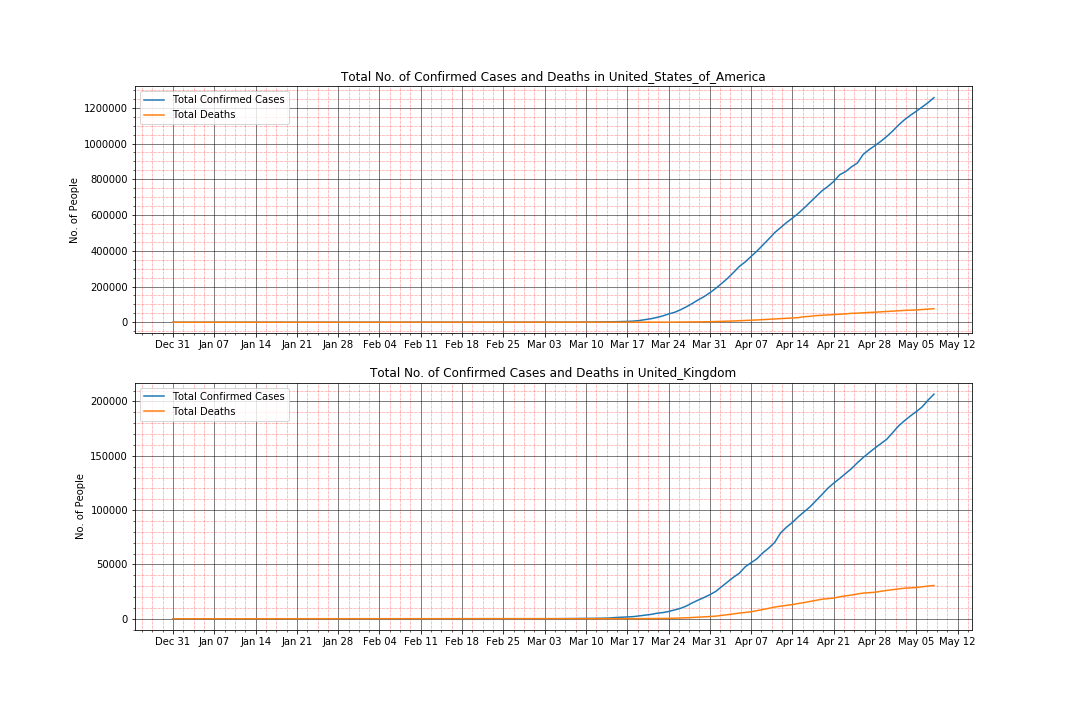 Total No. of Confirmed Cases and Deaths in United_States_of_America
Total Confirmed Cases
Total Deaths
No. of People
1200000
1000000
800000
600000
400000
200000
0
Dec 31 Jan 07 Jan 14 Jan 21 Jan 28 Feb 04 Feb 11 Feb 18 Feb 25 Mar 03 Mar 10 Mar 17 Mar 24 Mar 31 Apr 07 Apr 14 Apr 21 Apr 28 May 05 May 12
Total No. of Confirmed Cases and Deaths in United_Kingdom
Total Confirmed Cases
Total Deaths
No. of People
200000
150000
100000
50000
0
Dec 31 Jan 07 Jan 14 Jan 21 Jan 28 Feb 04 Feb 11 Feb 18 Feb 25 Mar 03 Mar 10 Mar 17 Mar 24 Mar 31 Apr 07 Apr 14 Apr 21 Apr 28 May 05 May 12